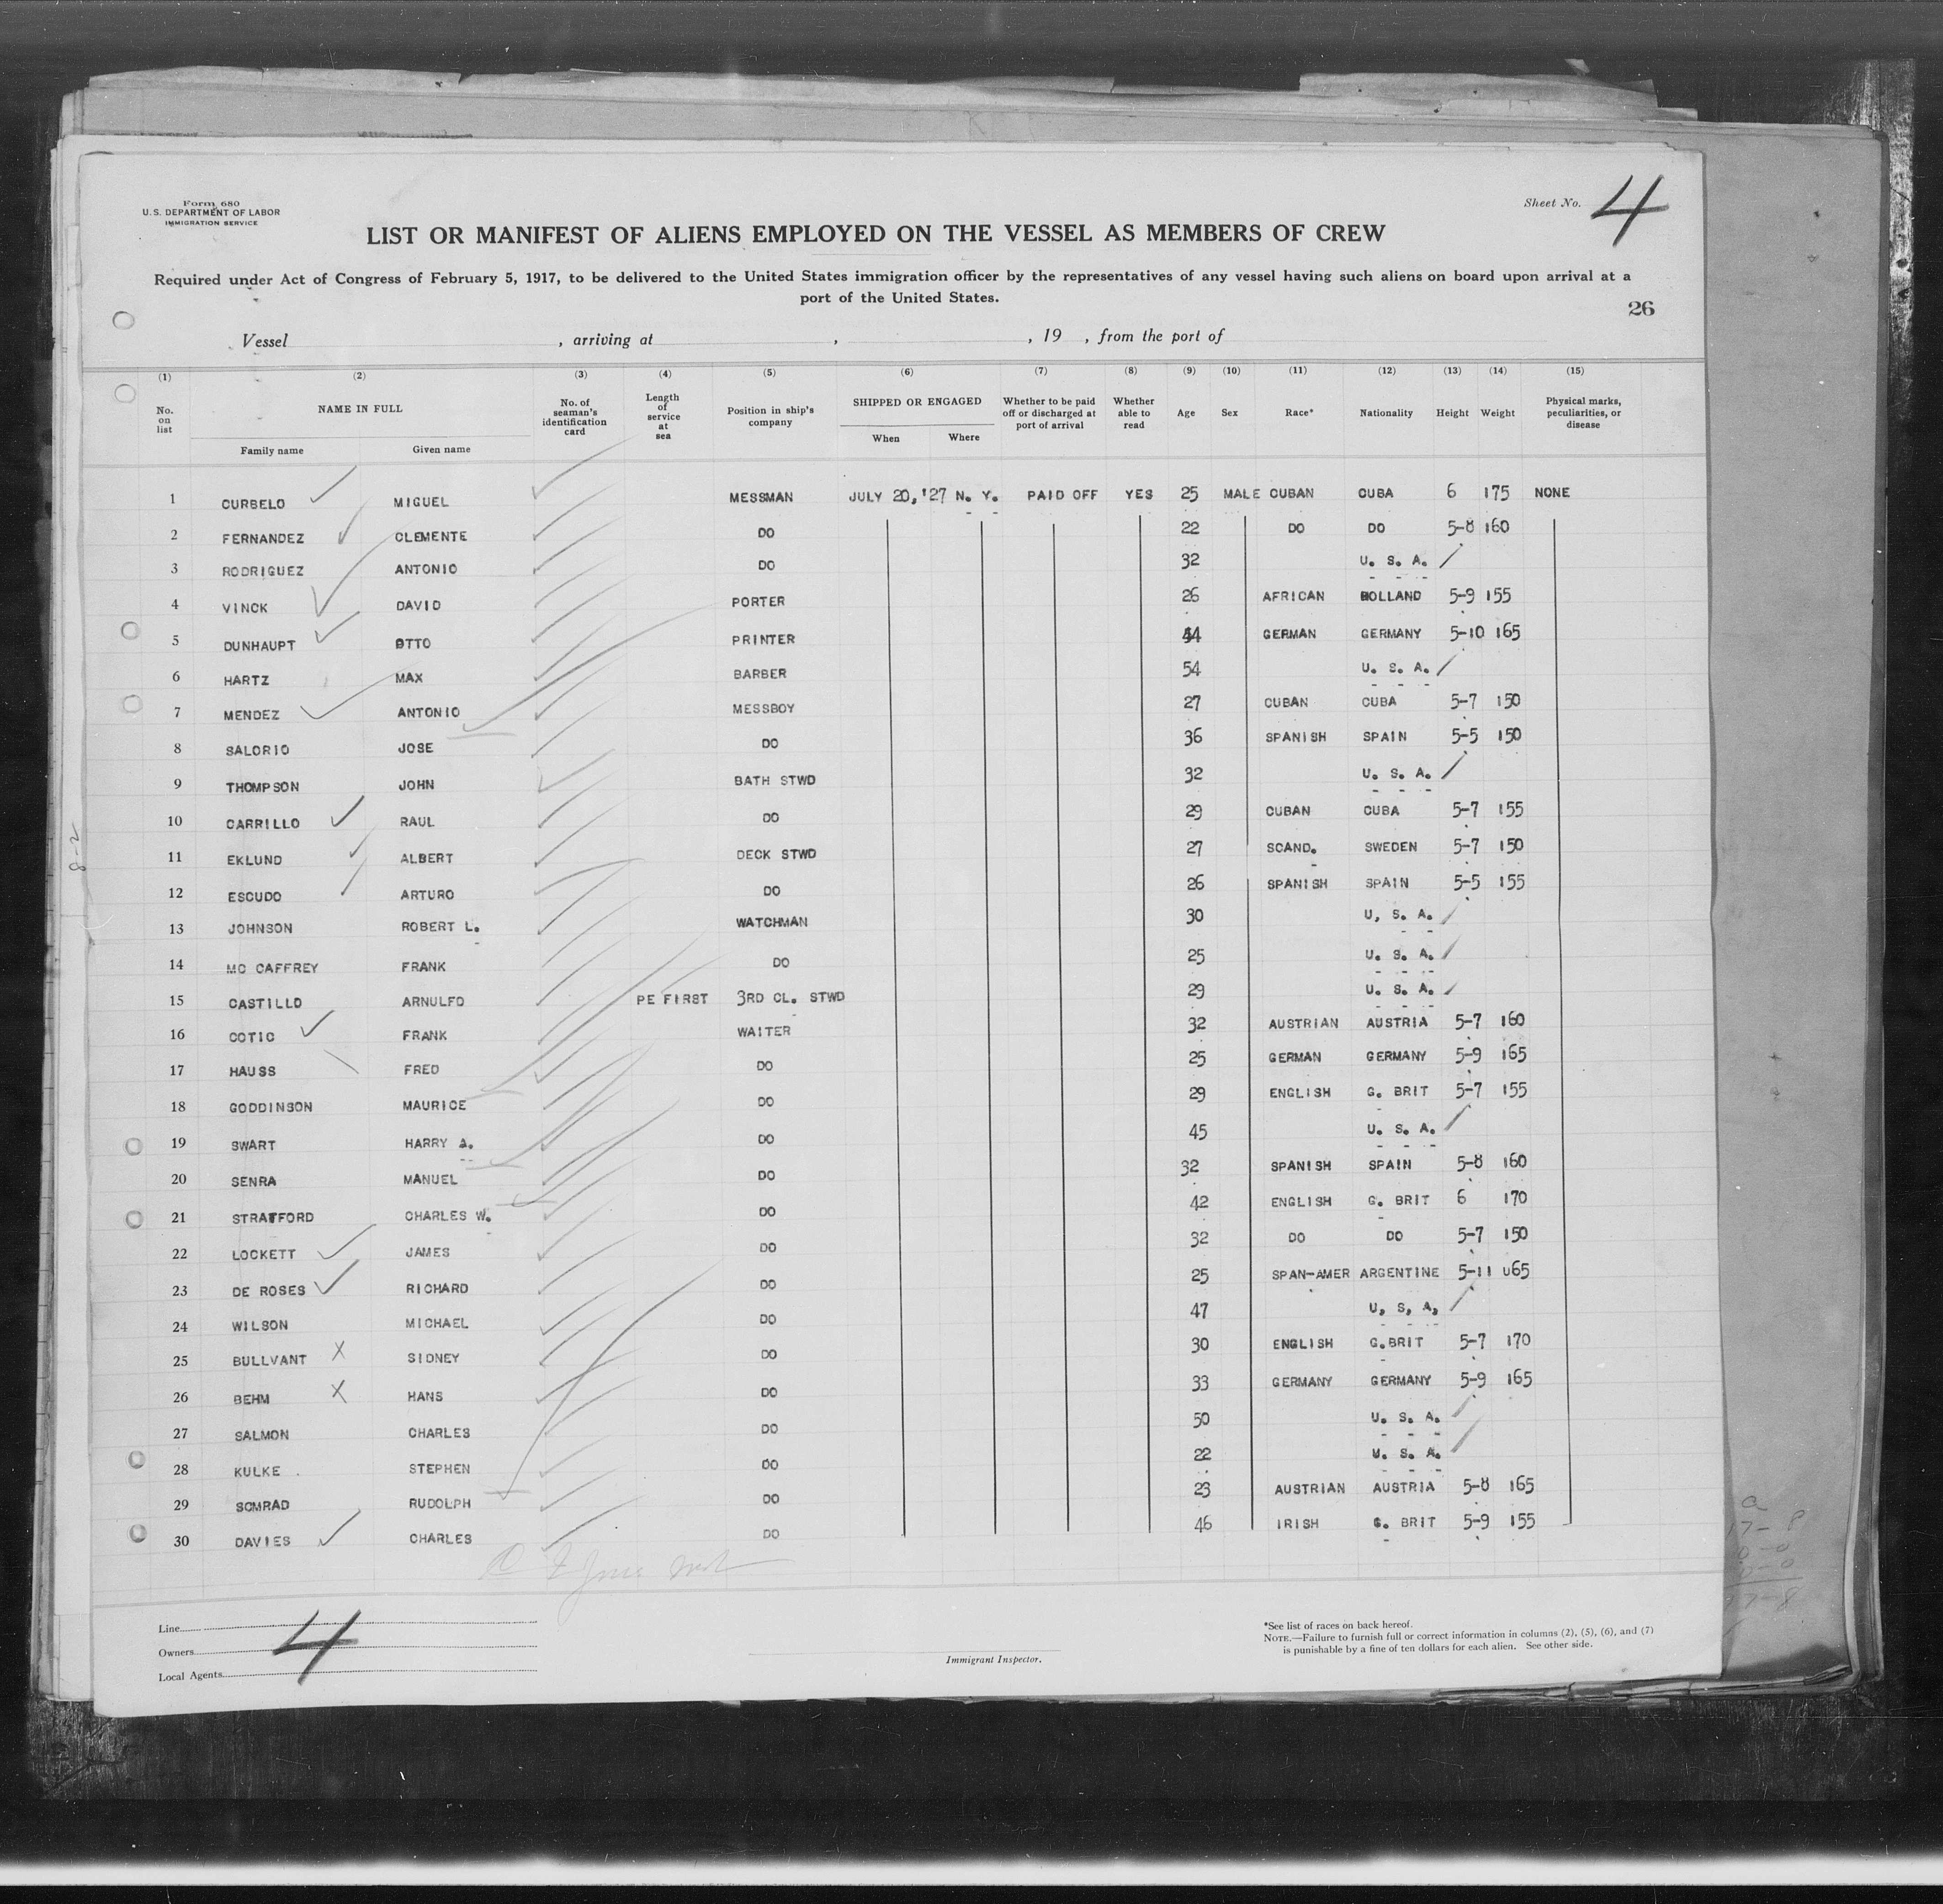 Form 680
U.S. DEPARTMENT OF LABOR
IMMIGRATION SERVICE
Sheet No. 4
LIST OR MANIFEST OF ALIENS EMPLOYED ON THE VESSEL AS MEMBERS OF CREW
Required under Act of Congress of February 5, 1917, to be delivered to the United States immigration officer by the representatives of any vessel having such aliens on board upon arrival at a
port of the United States.
26
Vessel , arriving at , , 19 , from the port of
(1) (2) (3) (4) (5) (6) (7) (8) (9) (10) (11) (12) (13) (14) (15)
No. on list NAME IN FULL No. of seaman's identification card Length of service at sea Position in ship's company SHIPPED OR ENGAGED Whether to be paid off or discharged at port of arrival Whether able to read Age Sex Race* Nationality Height Weight Physical marks, peculiarities, or disease
Family name Given name When Where
1 CURBELO MIGUEL MESSMAN JULY 20,'27 N. Y. PAID OFF YES 25 MALE CUBAN CUBA 6 175 NONE
2 FERNANDEZ CLEMENTE DO 22 DO DO 5-8 160
3 RODRIGUEZ ANTONIO DO 32 U. S. A.
4 VINCK DAVID PORTER 26 AFRICAN HOLLAND 5-9 155
5 DUNHAUPT OTTO PRINTER 44 GERMAN GERMANY 5-10 165
6 HARTZ MAX BARBER 54 U. S. A.
7 MENDEZ ANTONIO MESSBOY 27 CUBAN CUBA 5-7 150
8 SALORIO JOSE DO 36 SPANISH SPAIN 5-5 150
9 THOMPSON JOHN BATH STWD 32 U. S. A.
10 CARRILLO RAUL DO 29 CUBAN CUBA 5-7 155
11 EKLUND ALBERT DECK STWD 27 SCAND. SWEDEN 5-7 150
12 ESCUDO ARTURO DO 26 SPANISH SPAIN 5-5 155
13 JOHNSON ROBERT L. WATCHMAN 30 U, S. A.
14 MC CAFFREY FRANK DO 25 U. S. A.
15 CASTILLO ARNULFO PE FIRST 3RD CL. STWD 29 U. S. A.
16 COTIC FRANK WAITER 32 AUSTRIAN AUSTRIA 5-7 160
17 HAUSS FRED DO 25 GERMAN GERMANY 5-9 165
18 GODDINSON MAURICE DO 29 ENGLISH G. BRIT 5-7 155
19 SWART HARRY A. DO 45 U. S. A.
20 SENRA MANUEL DO 32 SPANISH SPAIN 5-8 160
21 STRATFORD CHARLES W. DO 42 ENGLISH G. BRIT 6 170
22 LOCKETT JAMES DO 32 DO DO 5-7 150
23 DE ROSES RICHARD DO 25 SPAN-AMER ARGENTINE 5-11 065
24 WILSON MICHAEL DO 47 U, S, A,
25 BULLVANT X SIDNEY DO 30 ENGLISH G.BRIT 5-7 170
26 BEHM X HANS DO 33 GERMANY GERMANY 5-9 165
27 SALMON CHARLES DO 50 U. S. A.
28 KULKE STEPHEN DO 22 U. S. A.
29 SOMRAD RUDOLPH DO 23 AUSTRIAN AUSTRIA 5-8 165
30 DAVIES CHARLES DO 46 IRISH G. BRIT 5-9 155
8-2
Line
Owners
Local Agents
4
Immigrant Inspector.
*See list of races on back hereof.
NOTE.—Failure to furnish full or correct information in columns (2), (5), (6), and (7)
is punishable by a fine of ten dollars for each alien. See other side.